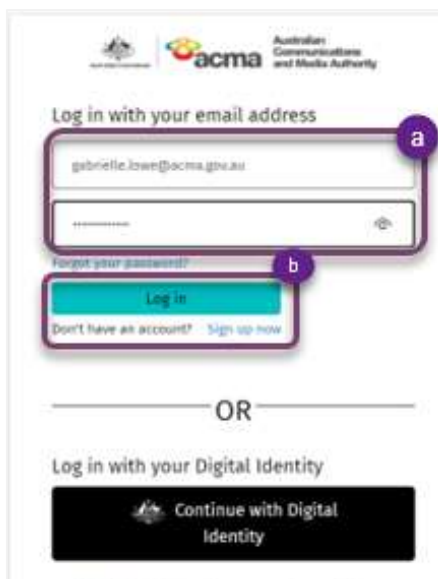 acma
Australian
Communications
and Media Authority
Log in with your email address
a
gabrielle.lowe@acma.gov.au
Forgot your password?
b
Log in
Don't have an account? Sign up now
OR
Log in with your Digital Identity
Continue with Digital
Identity